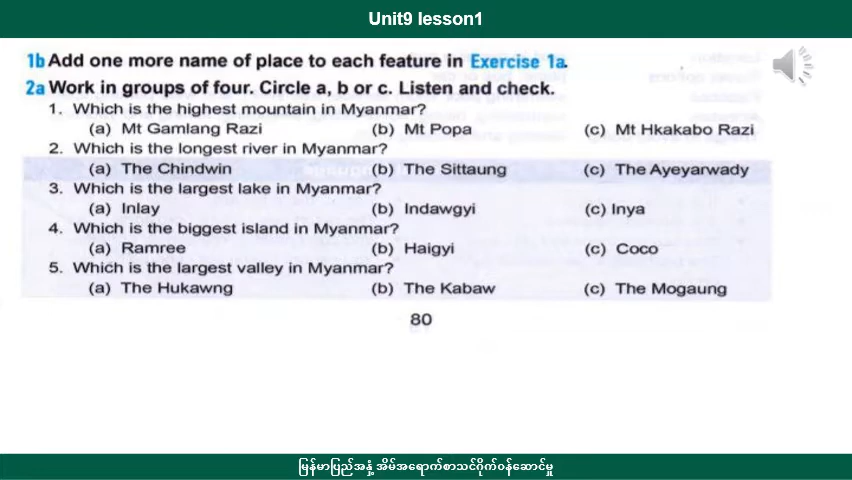 Unit9 lesson1
1b Add one more name of place to each feature in Exercise 1a.
2a Work in groups of four. Circle a, b or c. Listen and check.
1. Which is the highest mountain in Myanmar?
(a) Mt Gamlang Razi (b) Mt Popa (c) Mt Hkakabo Razi
2. Which is the longest river in Myanmar?
(a) The Chindwin (b) The Sittaung (c) The Ayeyarwady
3. Which is the largest lake in Myanmar?
(a) Inlay (b) Indawgyi (c) Inya
4. Which is the biggest island in Myanmar?
(a) Ramree (b) Haigyi (c) Coco
5. Which is the largest valley in Myanmar?
(a) The Hukawng (b) The Kabaw (c) The Mogaung
80
မြန်မာပြည်အနှံ့ အိမ်အရောက်စာသင်ဂိုက်ဝန်ဆောင်မှု